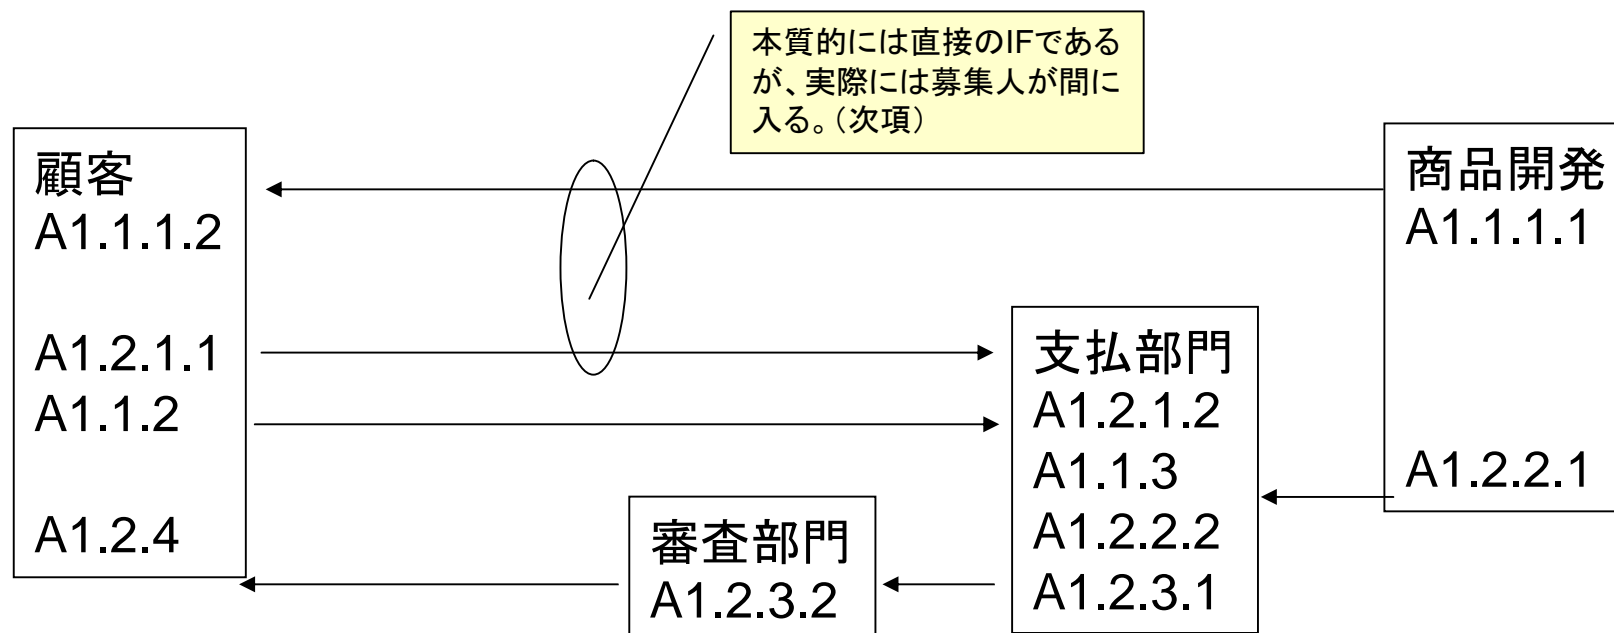 本質的には直接のIFである
が、実際には募集人が間に
入る。（次項）
顧客
A1.1.1.2
A1.2.1.1
A1.1.2
A1.2.4
審査部門
A1.2.3.2
支払部門
A1.2.1.2
A1.1.3
A1.2.2.2
A1.2.3.1
商品開発
A1.1.1.1
A1.2.2.1